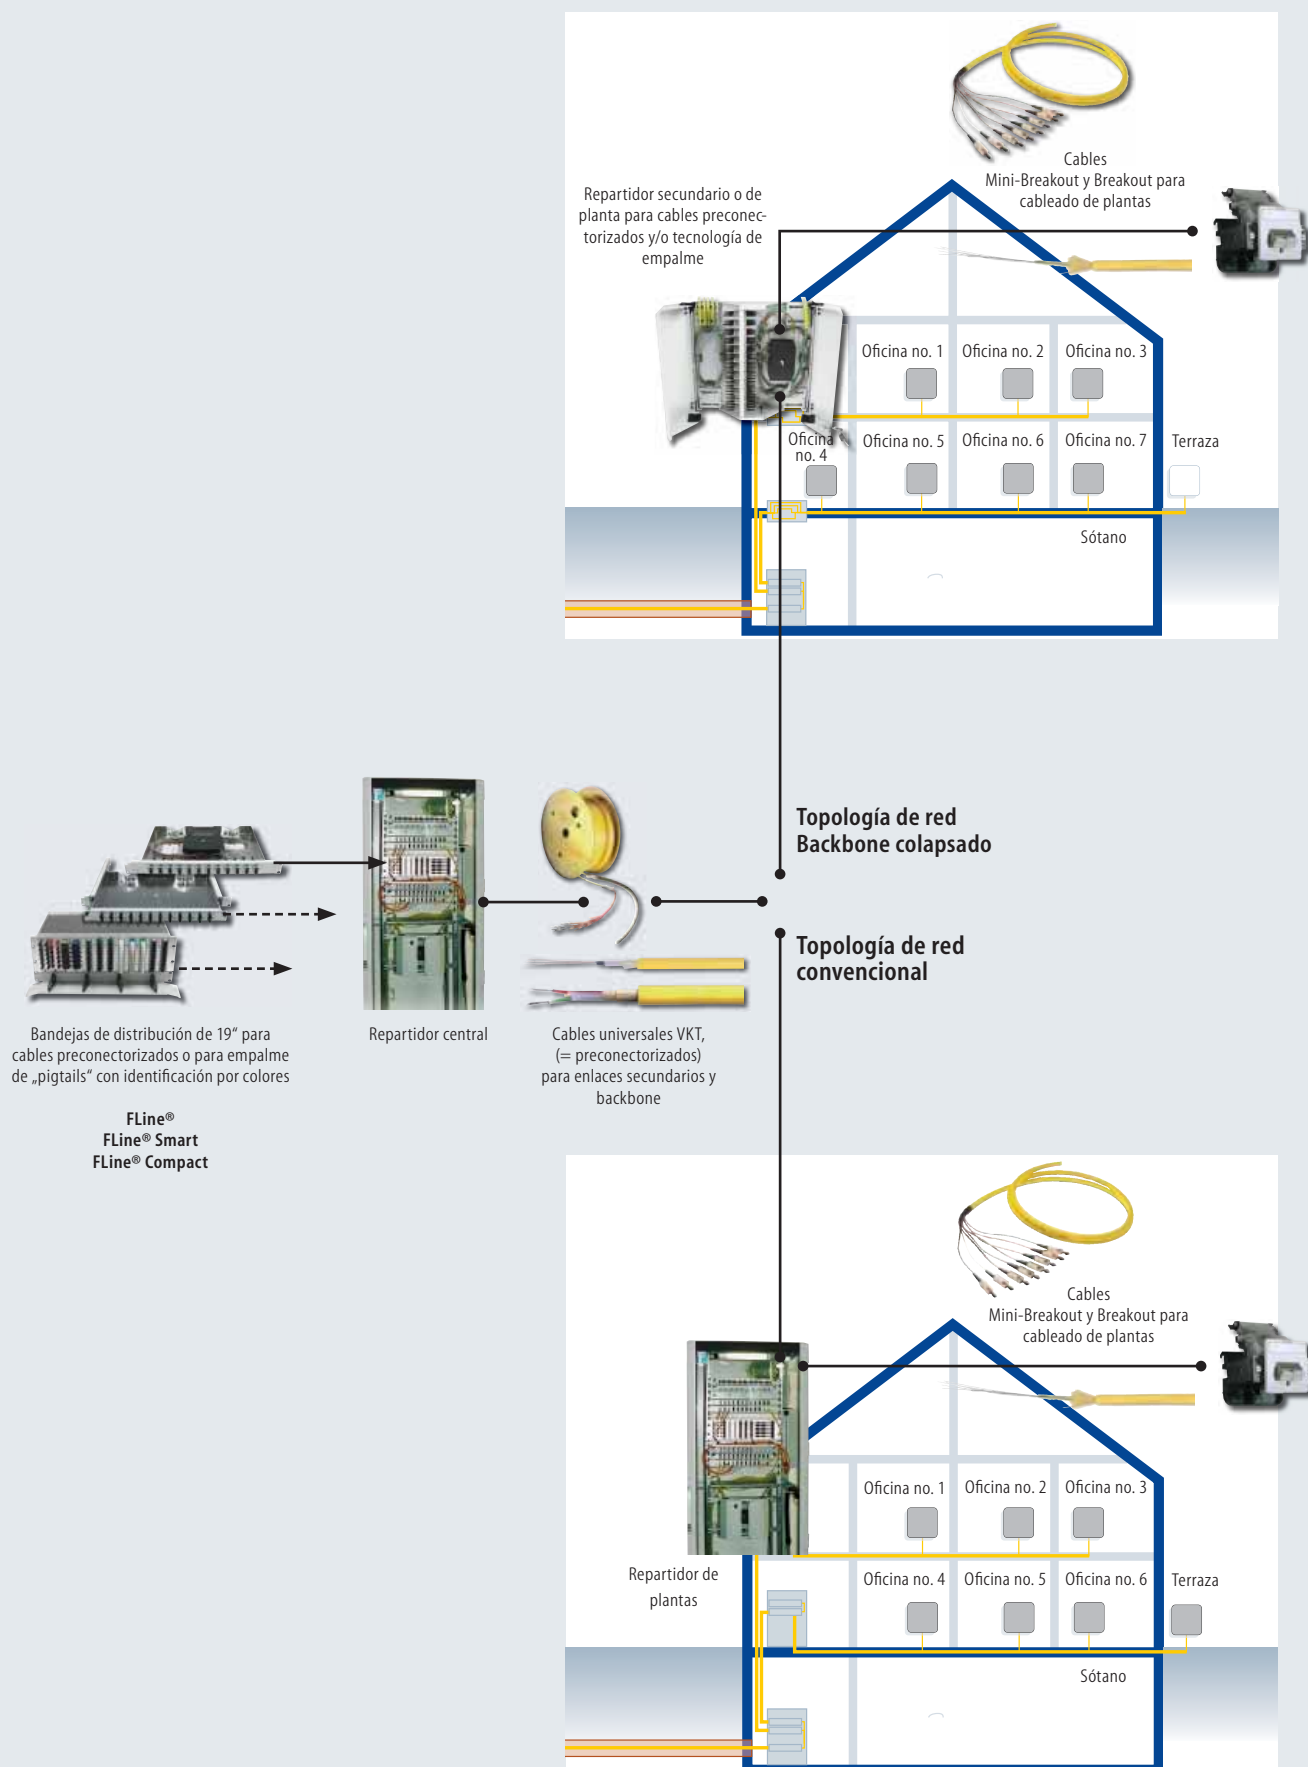 Cables
Mini-Breakout y Breakout para
cableado de plantas
Repartidor secundario o de
planta para cables preconec-
torizados y/o tecnología de
empalme
Oficina no. 1
Oficina no. 2
Oficina no. 3
Oficina
no. 4
Oficina no. 5
Oficina no. 6
Oficina no. 7
Terraza
Sótano
Topología de red
Backbone colapsado
Topología de red
convencional
Bandejas de distribución de 19“ para
cables preconectorizados o para empalme
de „pigtails“ con identificación por colores
FLine®
FLine® Smart
FLine® Compact
Repartidor central
Cables universales VKT,
(= preconectorizados)
para enlaces secundarios y
backbone
Cables
Mini-Breakout y Breakout para
cableado de plantas
Repartidor de
plantas
Oficina no. 1
Oficina no. 2
Oficina no. 3
Oficina no. 4
Oficina no. 5
Oficina no. 6
Terraza
Sótano